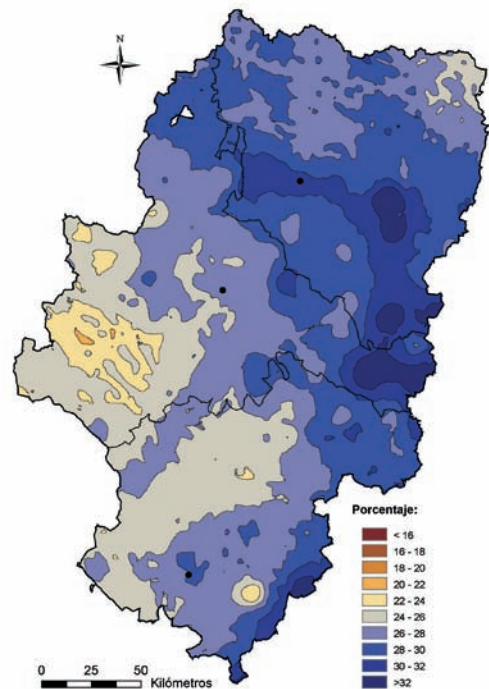 N
Porcentaje:
< 16
16 - 18
18 - 20
20 - 22
22 - 24
24 - 26
26 - 28
28 - 30
30 - 32
>32
0 10 25 50
Kilómetros